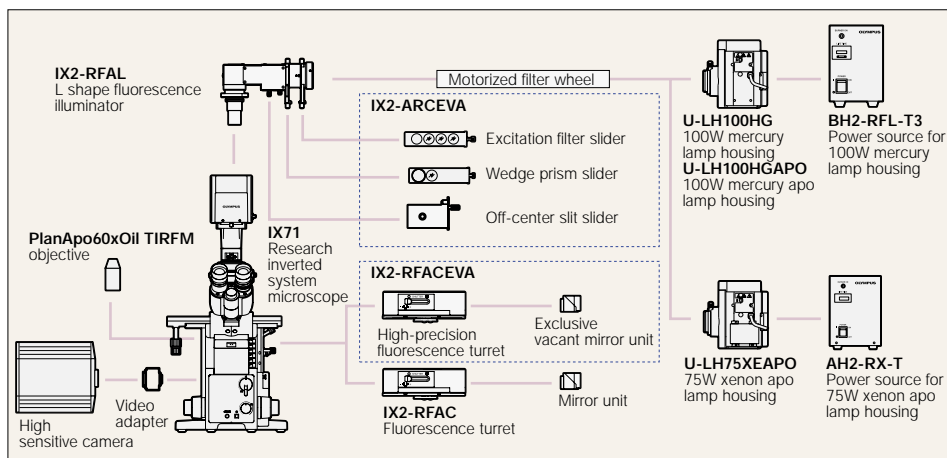 IX2-RFAL
L shape fluorescence
illuminator
Motorized filter wheel
IX2-ARCEVA
Excitation filter slider
Wedge prism slider
Off-center slit slider
U-LH100HG
100W mercury
lamp housing
U-LH100HGAPO
100W mercury apo
lamp housing
OLYMPUS
BH2-RFL-T3
Power source for
100W mercury
lamp housing
OLYMPUS
IX71
Research
inverted
system
microscope
PlanApo60xOil TIRFM
objective
IX2-RFACEVA
High-precision
fluorescence turret
Exclusive
vacant mirror unit
IX2-RFAC
Fluorescence turret
Mirror unit
High
sensitive camera
Video
adapter
U-LH75XEAPO
75W xenon apo
lamp housing
OLYMPUS
AH2-RX-T
Power source for
75W xenon apo
lamp housing